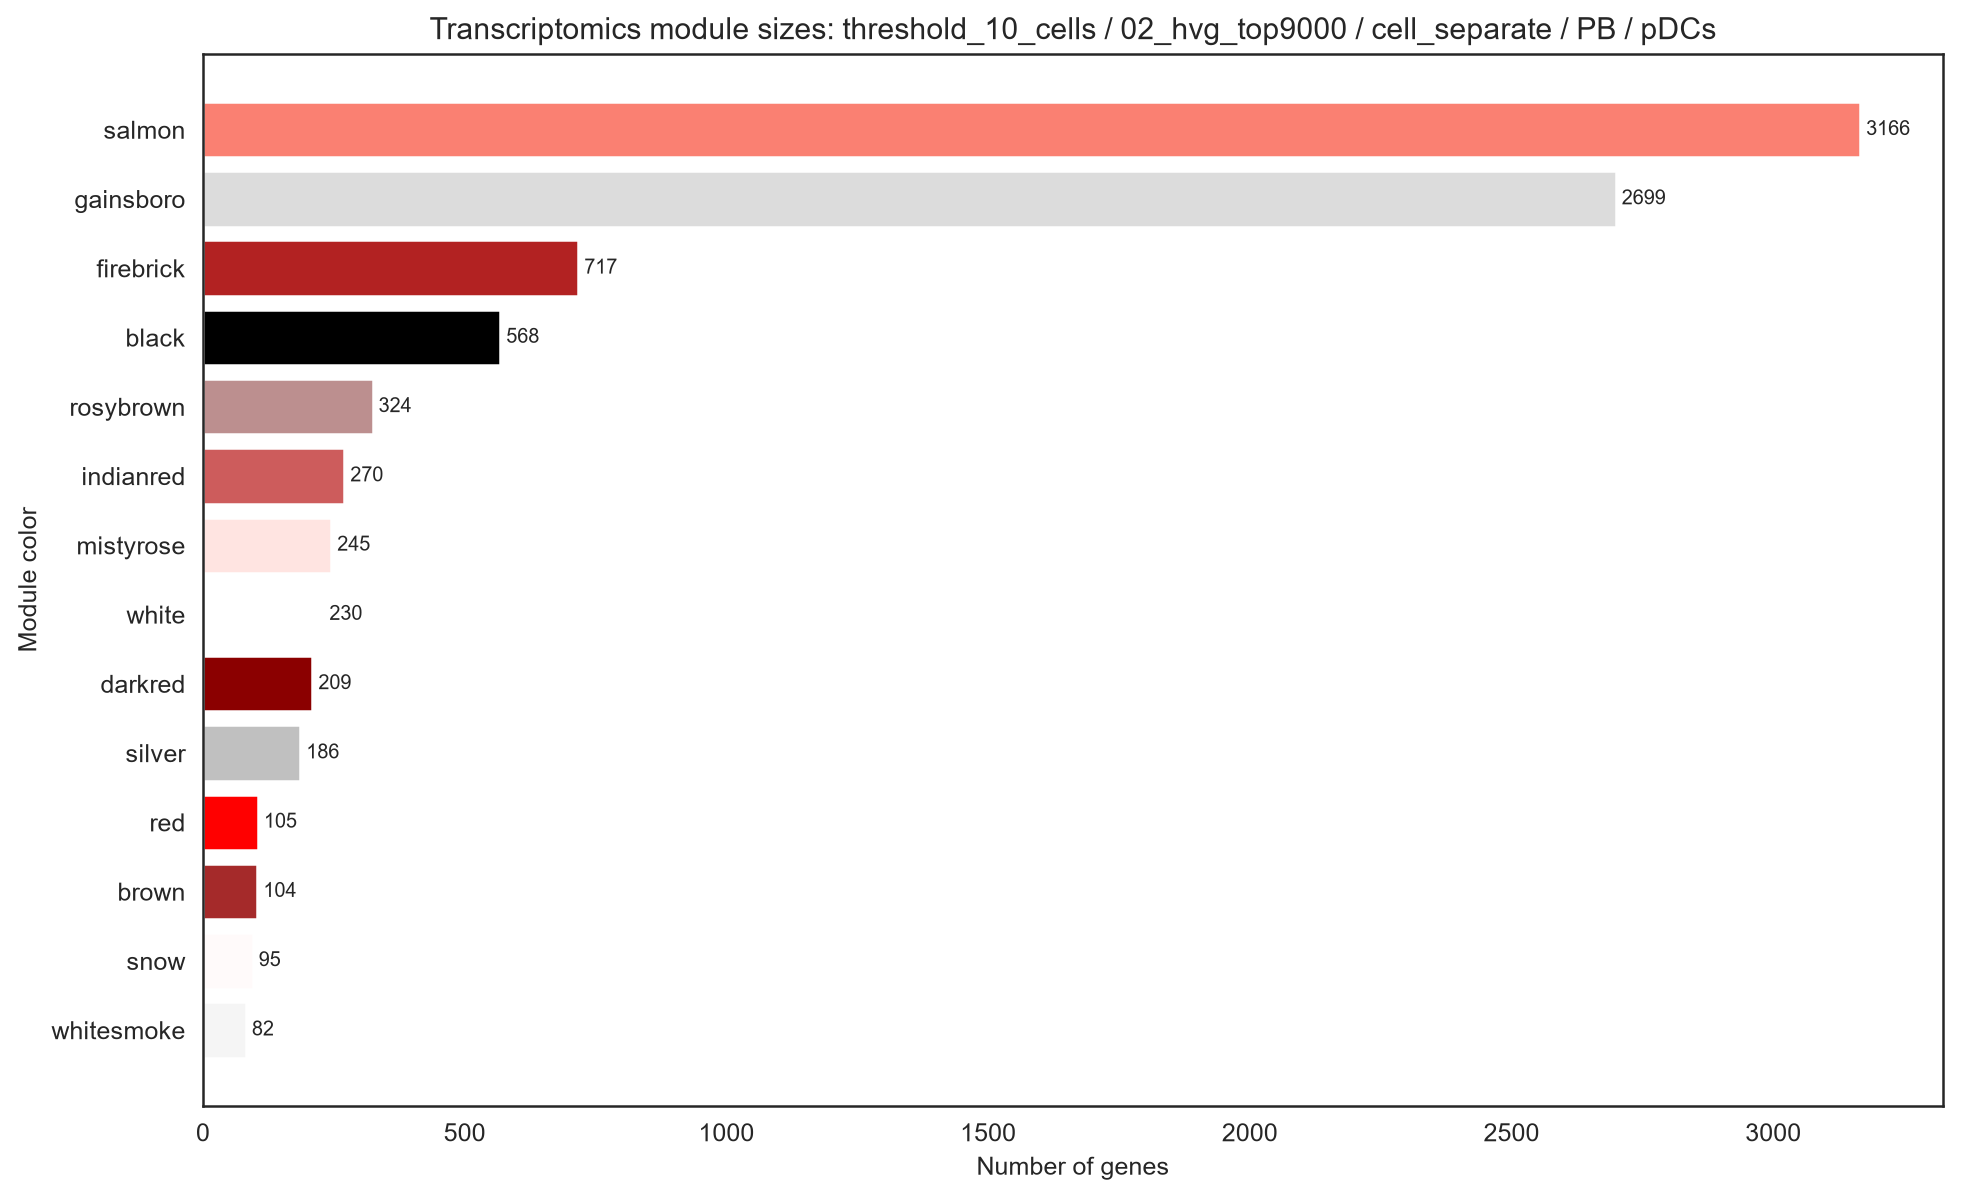 Transcriptomics module sizes: threshold_10_cells / 02_hvg_top9000 / cell_separate / PB / pDCs
Module color
salmon 3166
gainsboro 2699
firebrick 717
black 568
rosybrown 324
indianred 270
mistyrose 245
white 230
darkred 209
silver 186
red 105
brown 104
snow 95
whitesmoke 82
0 500 1000 1500 2000 2500 3000
Number of genes